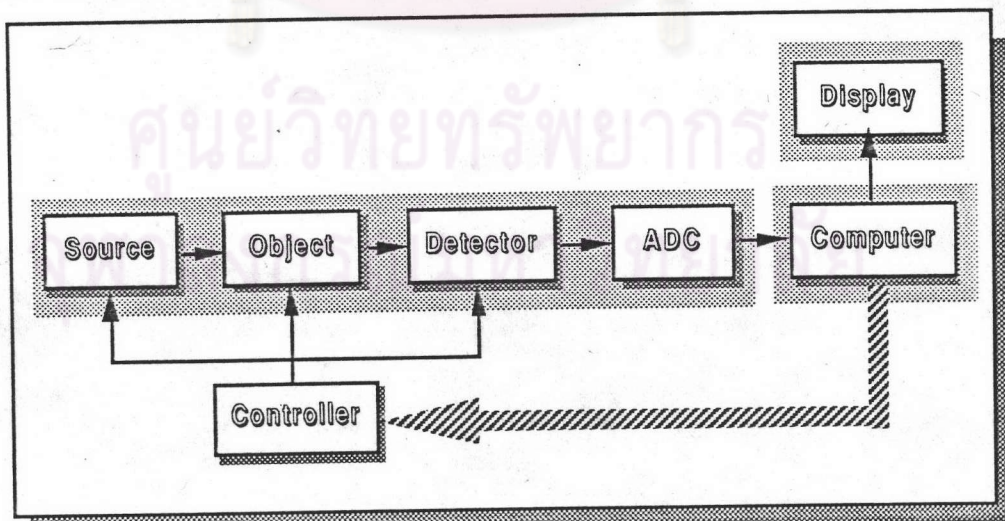 Display
ศูนย์วิทยทรัพยากร
Source
Object
Detector
ADC
Computer
Controller